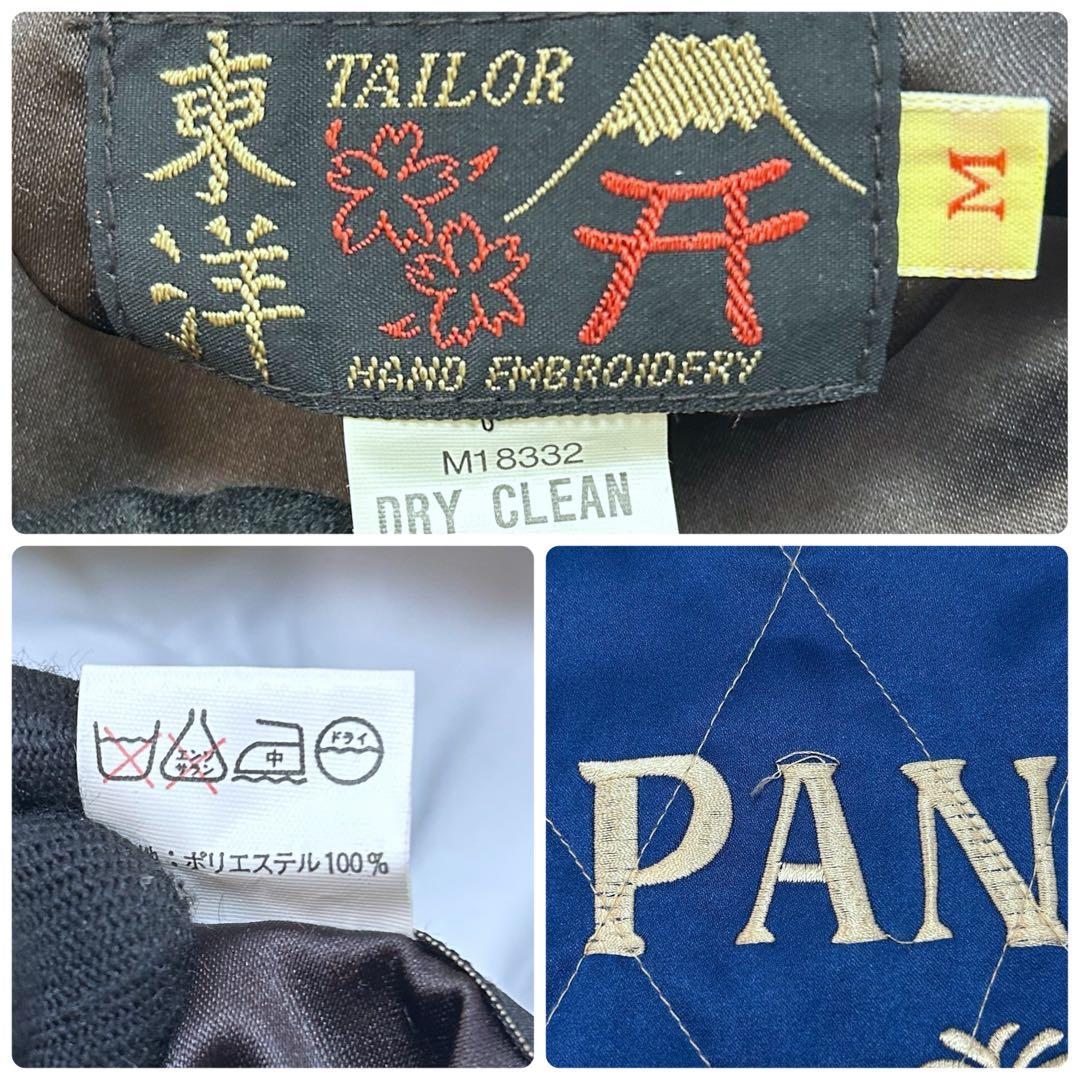 東洋
TAILOR
HAND EMBROIDERY
M
M18332
DRY CLEAN
エンソ
サラシ
中
ドライ
地:ポリエステル100%
PAN